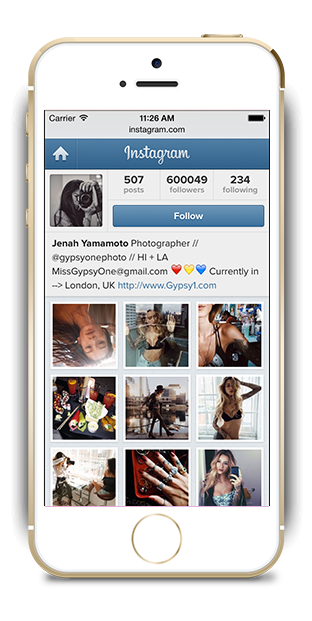 Carrier 11:26 AM
instagram.com
Instagram
507 600049 234
posts followers following
Follow
Jenah Yamamoto Photographer //
@gypsyonephoto // HI + LA
MissGypsyOne@gmail.com ❤️💛💙 Currently in
--> London, UK http://www.Gypsy1.com